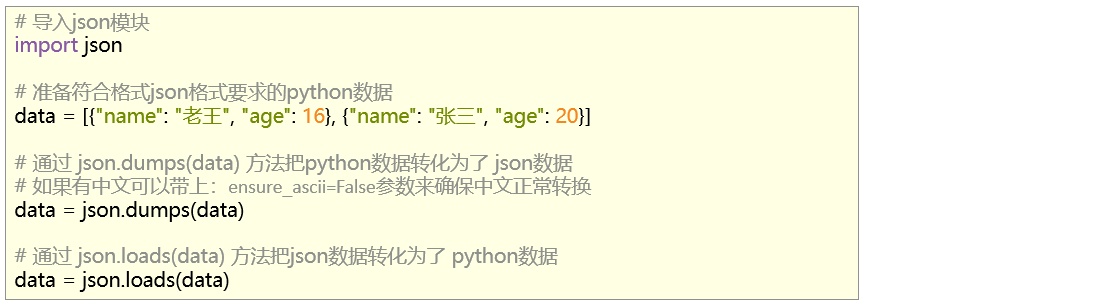 # 导入json模块
import json
# 准备符合格式json格式要求的python数据
data = [{"name": "老王", "age": 16}, {"name": "张三", "age": 20}]
# 通过 json.dumps(data) 方法把python数据转化为了 json数据
# 如果有中文可以带上：ensure_ascii=False参数来确保中文正常转换
data = json.dumps(data)
# 通过 json.loads(data) 方法把json数据转化为了 python数据
data = json.loads(data)